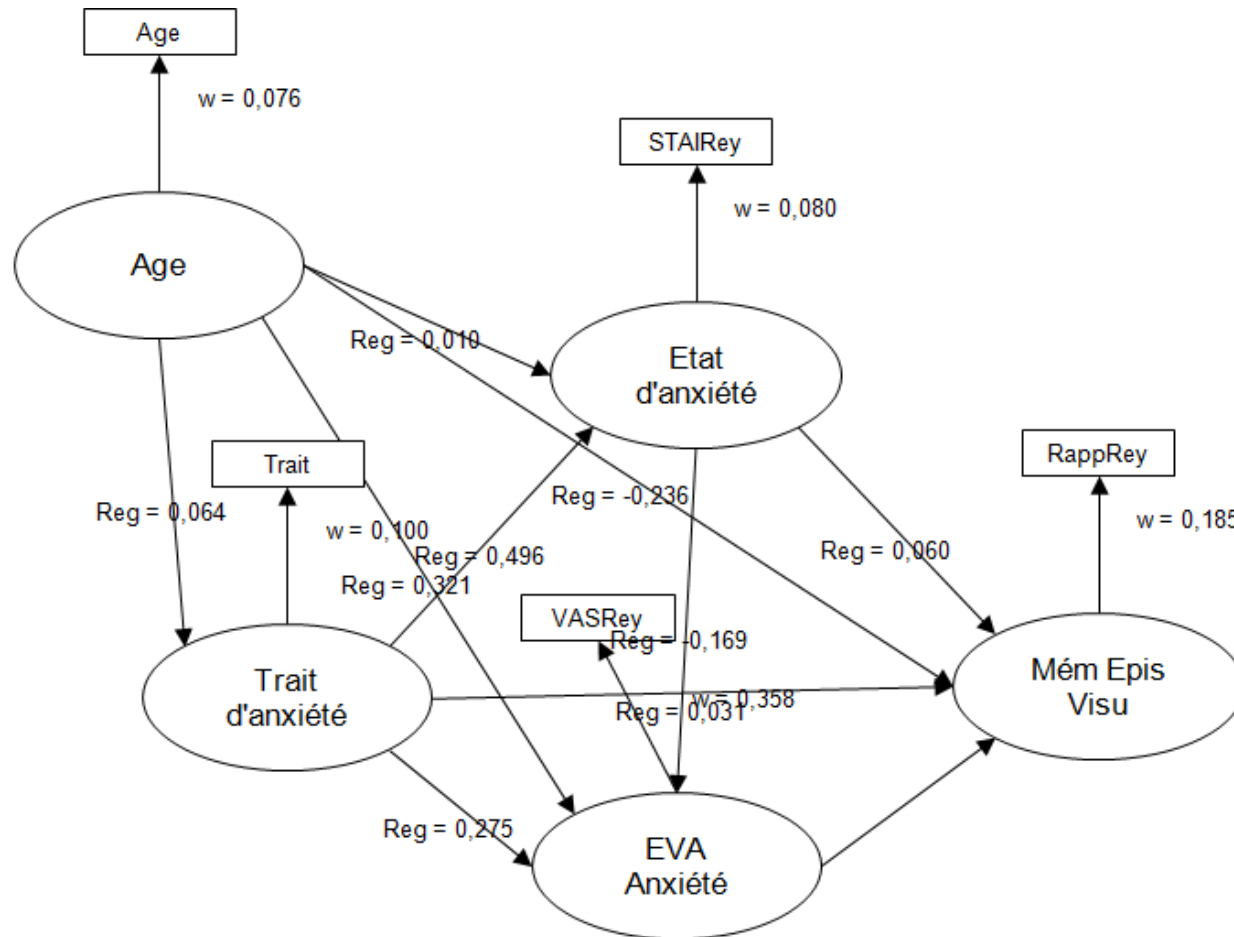 Age
w = 0,076
STAIRey
w = 0,080
Age
Reg = 0,010
Etat
d'anxiété
Trait
RappRey
Reg = 0,064
w = 0,100
Reg = -0,236
w = 0,185
Reg = 0,496
Reg = 0,060
Reg = 0,321
VASRey
Reg = -0,169
Trait
d'anxiété
Mém Epis
Visu
w = 0,358
Reg = 0,031
Reg = 0,275
EVA
Anxiété